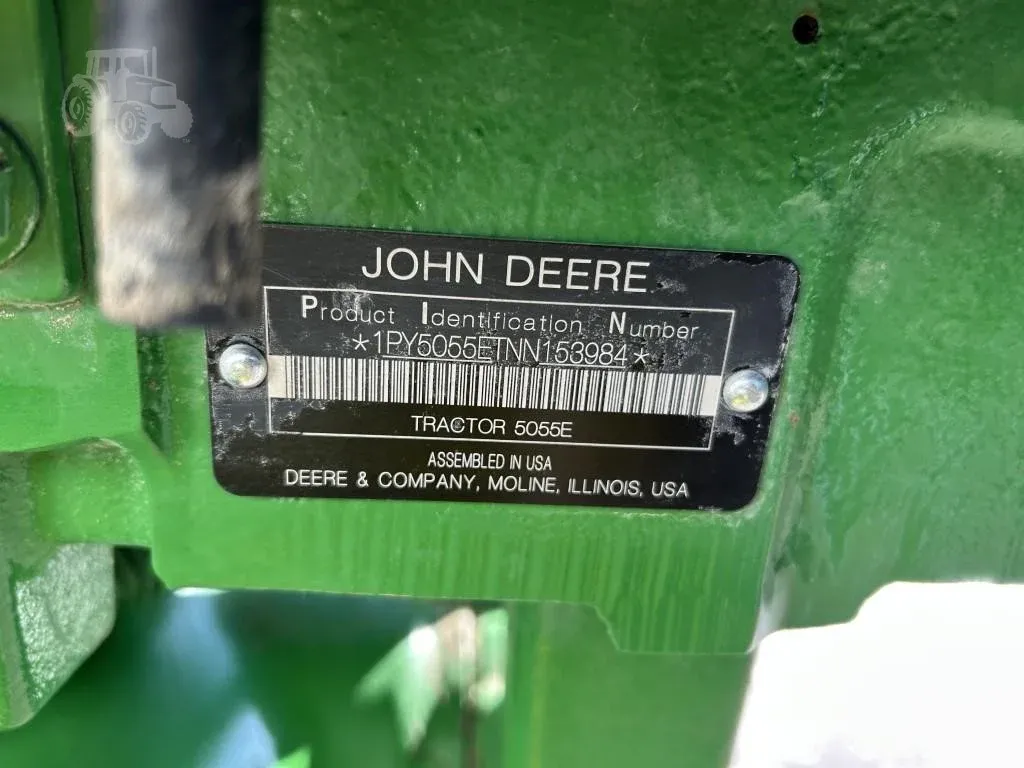 JOHN DEERE
Product Identification Number
*1PY5055ETNN153984*
TRACTOR 5055E
ASSEMBLED IN USA
DEERE & COMPANY, MOLINE, ILLINOIS, USA